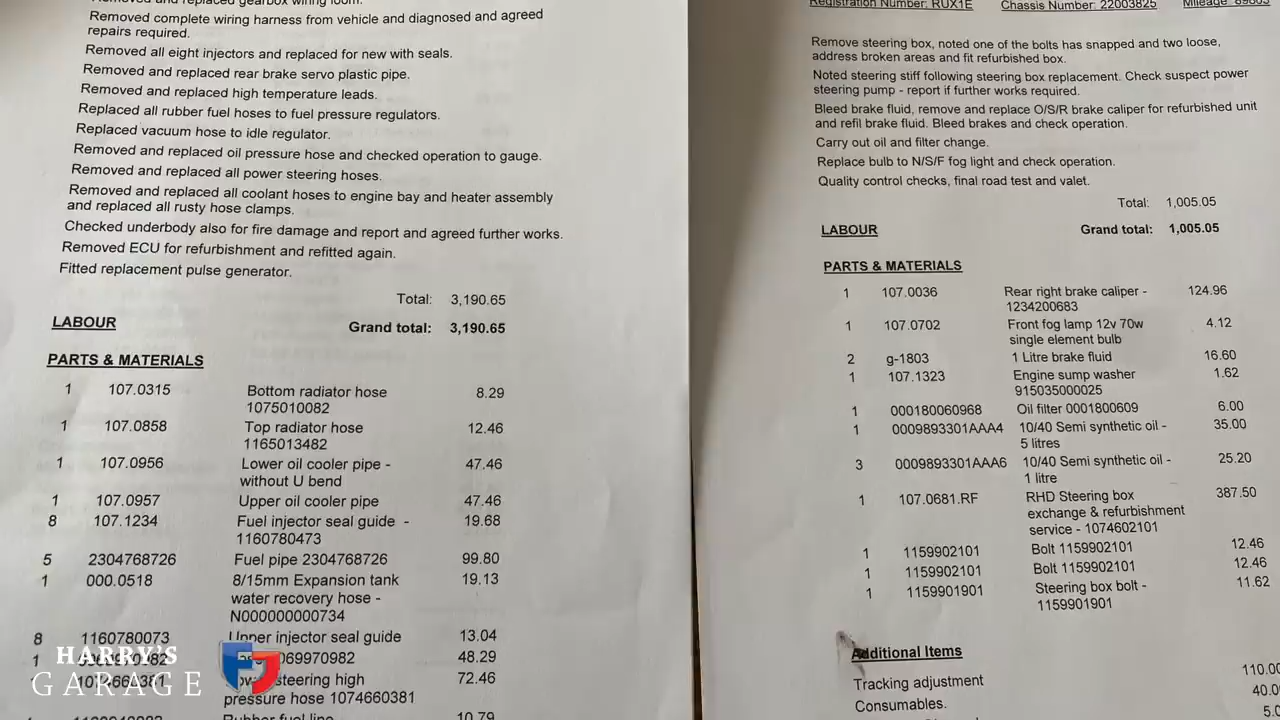 Removed and replaced gearbox wiring loom.
Removed complete wiring harness from vehicle and diagnosed and agreed
repairs required.
Removed all eight injectors and replaced for new with seals.
Removed and replaced rear brake servo plastic pipe.
Removed and replaced high temperature leads.
Replaced all rubber fuel hoses to fuel pressure regulators.
Replaced vacuum hose to idle regulator.
Removed and replaced oil pressure hose and checked operation to gauge.
Removed and replaced all power steering hoses.
Removed and replaced all coolant hoses to engine bay and heater assembly
and replaced all rusty hose clamps.
Checked underbody also for fire damage and report and agreed further works.
Removed ECU for refurbishment and refitted again.
Fitted replacement pulse generator.
Total: 3,190.65
LABOUR Grand total: 3,190.65
PARTS & MATERIALS
1 107.0315 Bottom radiator hose 8.29
1075010082
1 107.0858 Top radiator hose 12.46
1165013482
1 107.0956 Lower oil cooler pipe - 47.46
without U bend
1 107.0957 Upper oil cooler pipe 47.46
8 107.1234 Fuel injector seal guide - 19.68
1160780473
5 2304768726 Fuel pipe 2304768726 99.80
1 000.0518 8/15mm Expansion tank 19.13
water recovery hose -
N000000000734
8 1160780073 Upper injector seal guide 13.04
1 48.29
1 1074660381 steering high 72.46
pressure hose 1074660381
Rubber fuel line 10.79
HARRY'S
GARAGE
Registration Number: RUX1E Chassis Number: 22003825 Mileage:
Remove steering box, noted one of the bolts has snapped and two loose,
address broken areas and fit refurbished box.
Noted steering stiff following steering box replacement. Check suspect power
steering pump - report if further works required.
Bleed brake fluid, remove and replace O/S/R brake caliper for refurbished unit
and refil brake fluid. Bleed brakes and check operation.
Carry out oil and filter change.
Replace bulb to N/S/F fog light and check operation.
Quality control checks, final road test and valet.
Total: 1,005.05
LABOUR Grand total: 1,005.05
PARTS & MATERIALS
1 107.0036 Rear right brake caliper - 124.96
1234200683
1 107.0702 Front fog lamp 12v 70w 4.12
single element bulb
2 g-1803 1 Litre brake fluid 16.60
1 107.1323 Engine sump washer 1.62
915035000025
1 000180060968 Oil filter 0001800609 6.00
1 0009893301AAA4 10/40 Semi synthetic oil - 35.00
5 litres
3 0009893301AAA6 10/40 Semi synthetic oil - 25.20
1 litre
1 107.0681.RF RHD Steering box 387.50
exchange & refurbishment
service - 1074602101
1 1159902101 Bolt 1159902101 12.46
1 1159902101 Bolt 1159902101 12.46
1 1159901901 Steering box bolt - 11.62
1159901901
Additional Items
Tracking adjustment 110.00
Consumables. 40.0
5.0